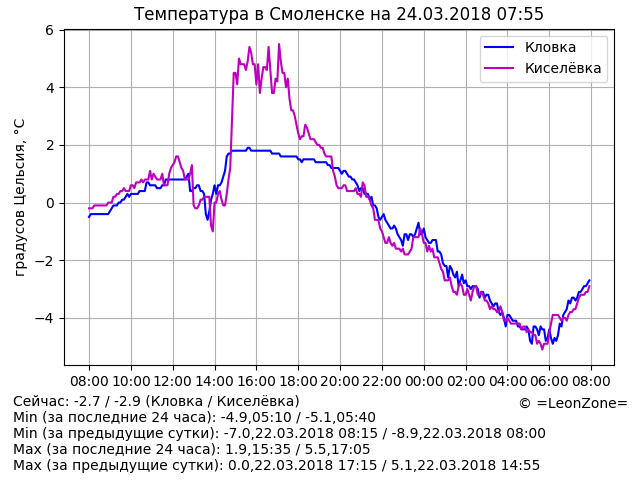 Температура в Смоленске на 24.03.2018 07:55
градусов Цельсия, °C
6
4
2
0
−2
−4
Кловка
Киселёвка
08:00 10:00 12:00 14:00 16:00 18:00 20:00 22:00 00:00 02:00 04:00 06:00 08:00
Сейчас: -2.7 / -2.9 (Кловка / Киселёвка)
© =LeonZone=
Min (за последние 24 часа): -4.9,05:10 / -5.1,05:40
Min (за предыдущие сутки): -7.0,22.03.2018 08:15 / -8.9,22.03.2018 08:00
Max (за последние 24 часа): 1.9,15:35 / 5.5,17:05
Max (за предыдущие сутки): 0.0,22.03.2018 17:15 / 5.1,22.03.2018 14:55